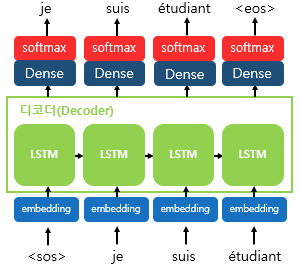 je suis étudiant <eos>
softmax softmax softmax softmax
Dense Dense Dense Dense
디코더(Decoder)
LSTM LSTM LSTM LSTM
embedding embedding embedding embedding
<sos> je suis étudiant